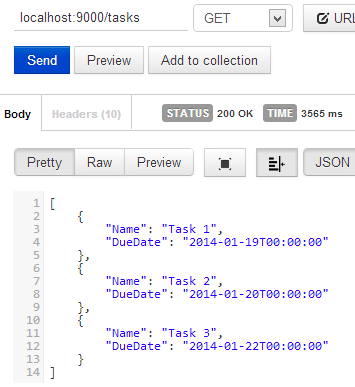 localhost:9000/tasks GET URL
Send Preview Add to collection
Body Headers (10) STATUS 200 OK TIME 3565 ms
Pretty Raw Preview JSON
1 [
2 {
3 "Name": "Task 1",
4 "DueDate": "2014-01-19T00:00:00"
5 },
6 {
7 "Name": "Task 2",
8 "DueDate": "2014-01-20T00:00:00"
9 },
10 {
11 "Name": "Task 3",
12 "DueDate": "2014-01-22T00:00:00"
13 }
14 ]